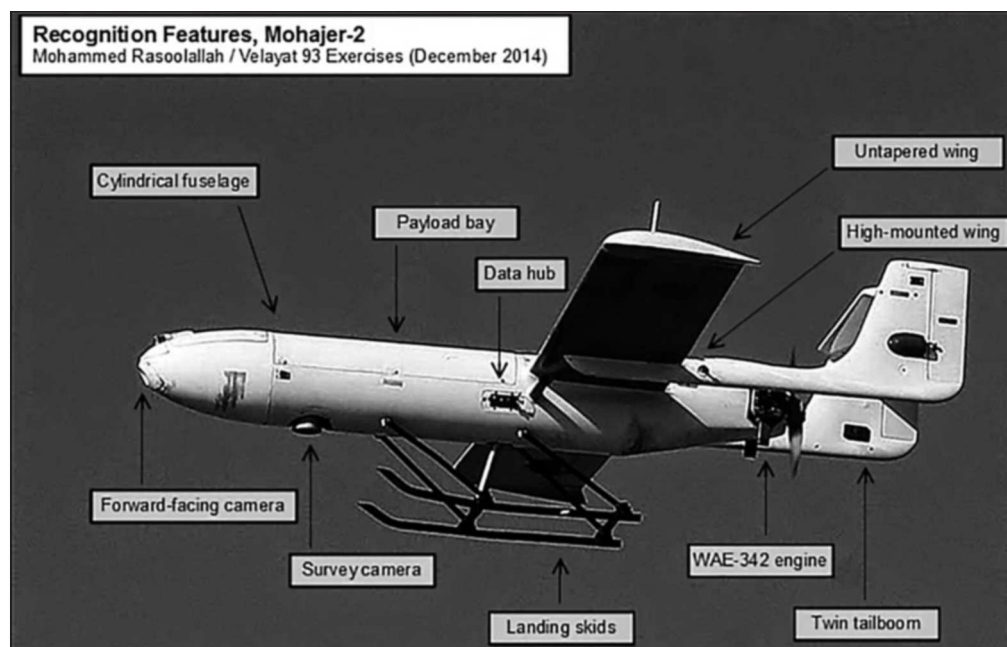 Recognition Features, Mohajer-2
Mohammed Rasoolallah / Velayat 93 Exercises (December 2014)
Untapered wing
Cylindrical fuselage
Payload bay
High-mounted wing
Data hub
Forward-facing camera
Survey camera
WAE-342 engine
Landing skids
Twin tailboom